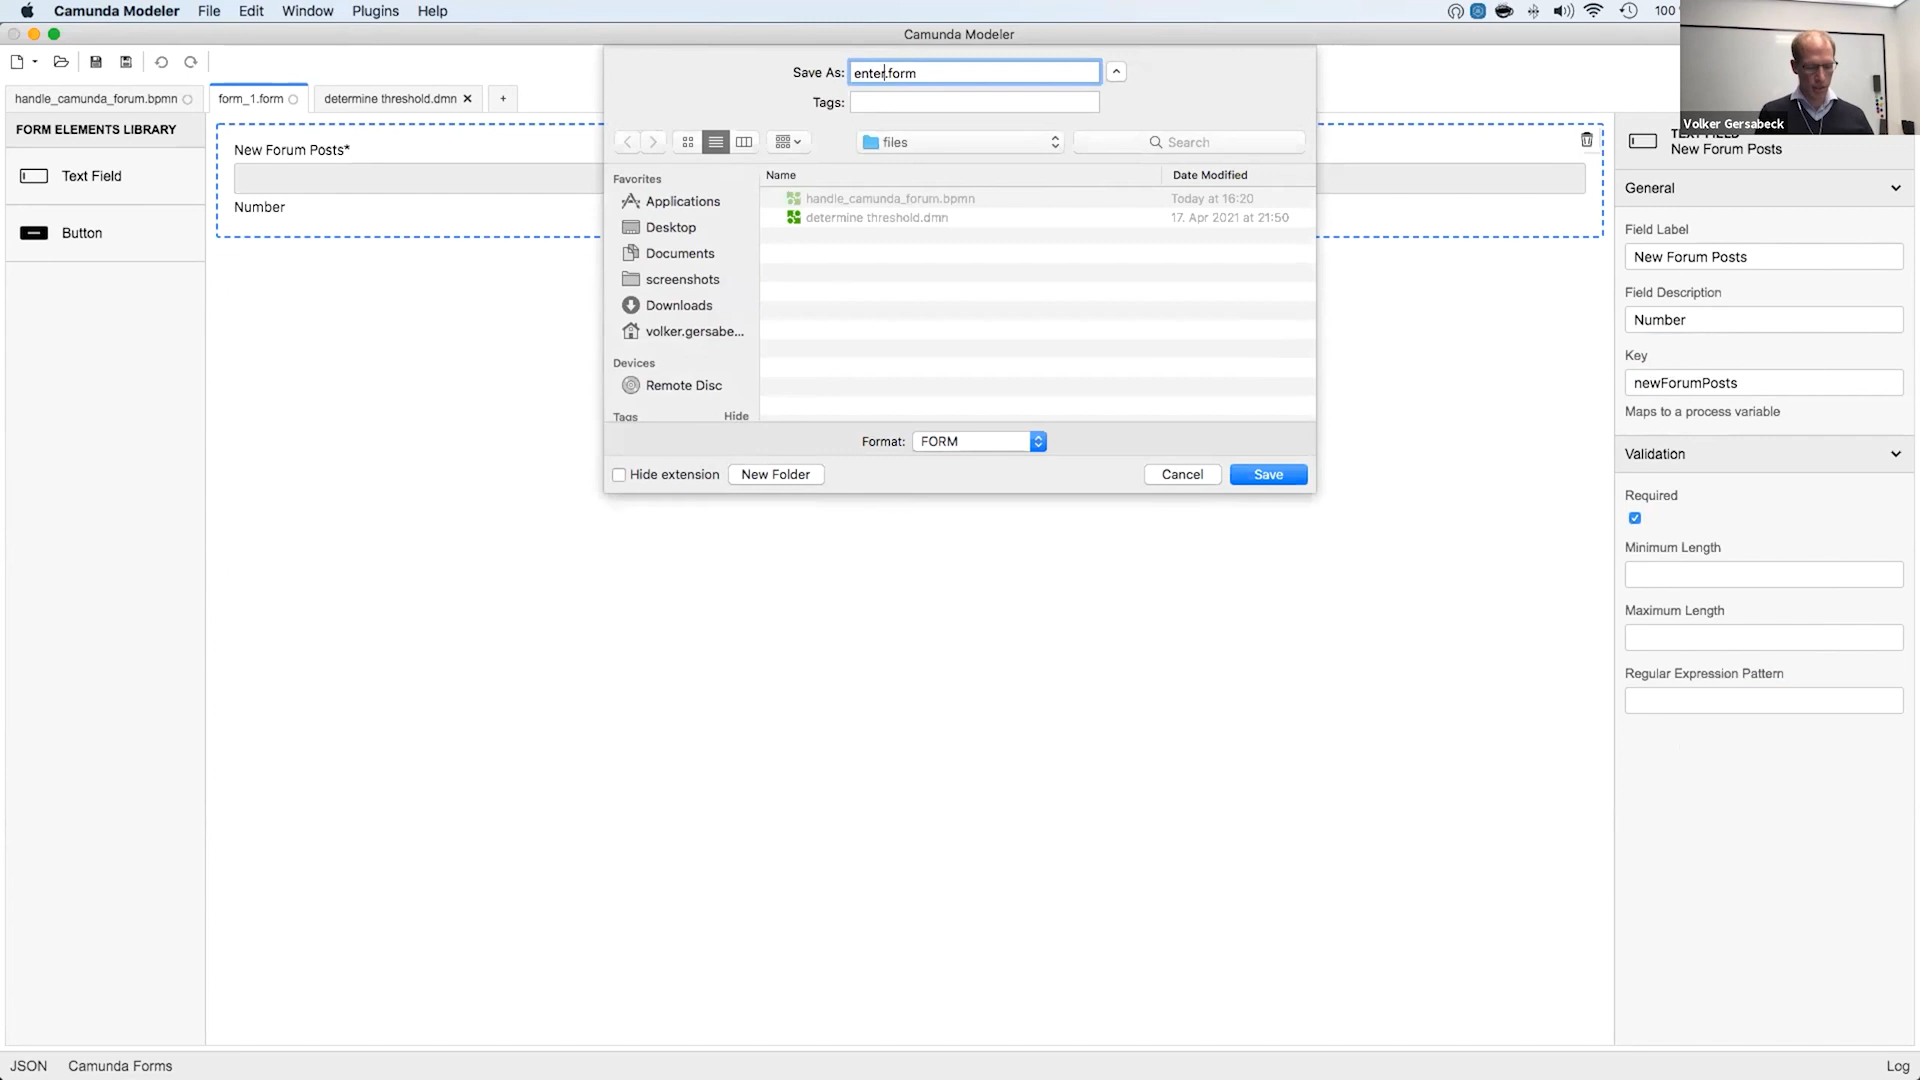 Camunda Modeler File Edit Window Plugins Help 100
Camunda Modeler
handle_camunda_forum.bpmn form_1.form determine threshold.dmn +
FORM ELEMENTS LIBRARY
Text Field
Button
New Forum Posts*
Number
Save As: enter.form
Tags:
files
Search
Favorites
Applications
Desktop
Documents
screenshots
Downloads
volker.gersabe...
Devices
Remote Disc
Tags Hide
Name Date Modified
handle_camunda_forum.bpmn Today at 16:20
determine threshold.dmn 17. Apr 2021 at 21:50
Format: FORM
Hide extension New Folder Cancel Save
Volker Gersabeck
TEXT FIELD
New Forum Posts
General
Field Label
New Forum Posts
Field Description
Number
Key
newForumPosts
Maps to a process variable
Validation
Required
Minimum Length
Maximum Length
Regular Expression Pattern
JSON Camunda Forms Log